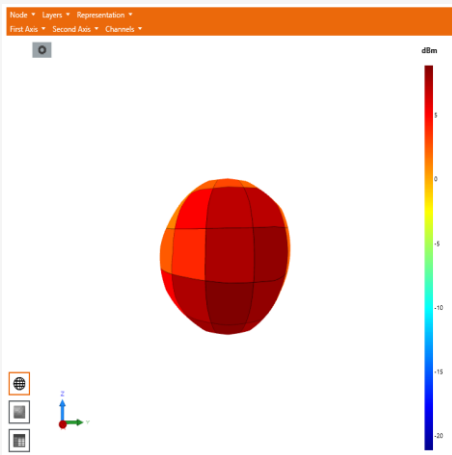 Node Layers Representation
First Axis Second Axis Channels
dBm
5
0
-5
-10
-15
-20
Z
Y